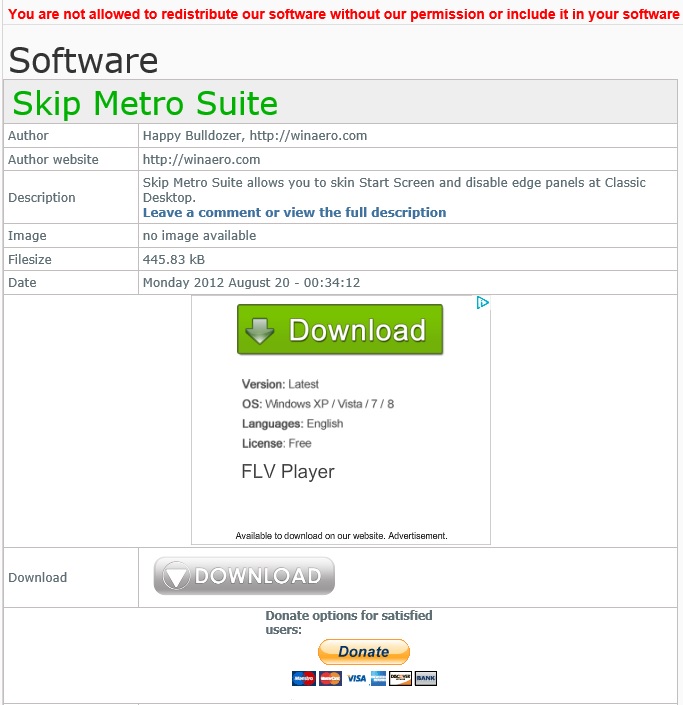 You are not allowed to redistribute our software without our permission or include it in your software
Software
Skip Metro Suite
Author Happy Bulldozer, http://winaero.com
Author website http://winaero.com
Description Skip Metro Suite allows you to skin Start Screen and disable edge panels at Classic
Desktop.
Leave a comment or view the full description
Image no image available
Filesize 445.83 kB
Date Monday 2012 August 20 - 00:34:12
Download
Version: Latest
OS: Windows XP / Vista / 7 / 8
Languages: English
License: Free
FLV Player
Available to download on our website. Advertisement.
Download DOWNLOAD
Donate options for satisfied
users:
Donate
Maestro MasterCard VISA DISCOVER BANK